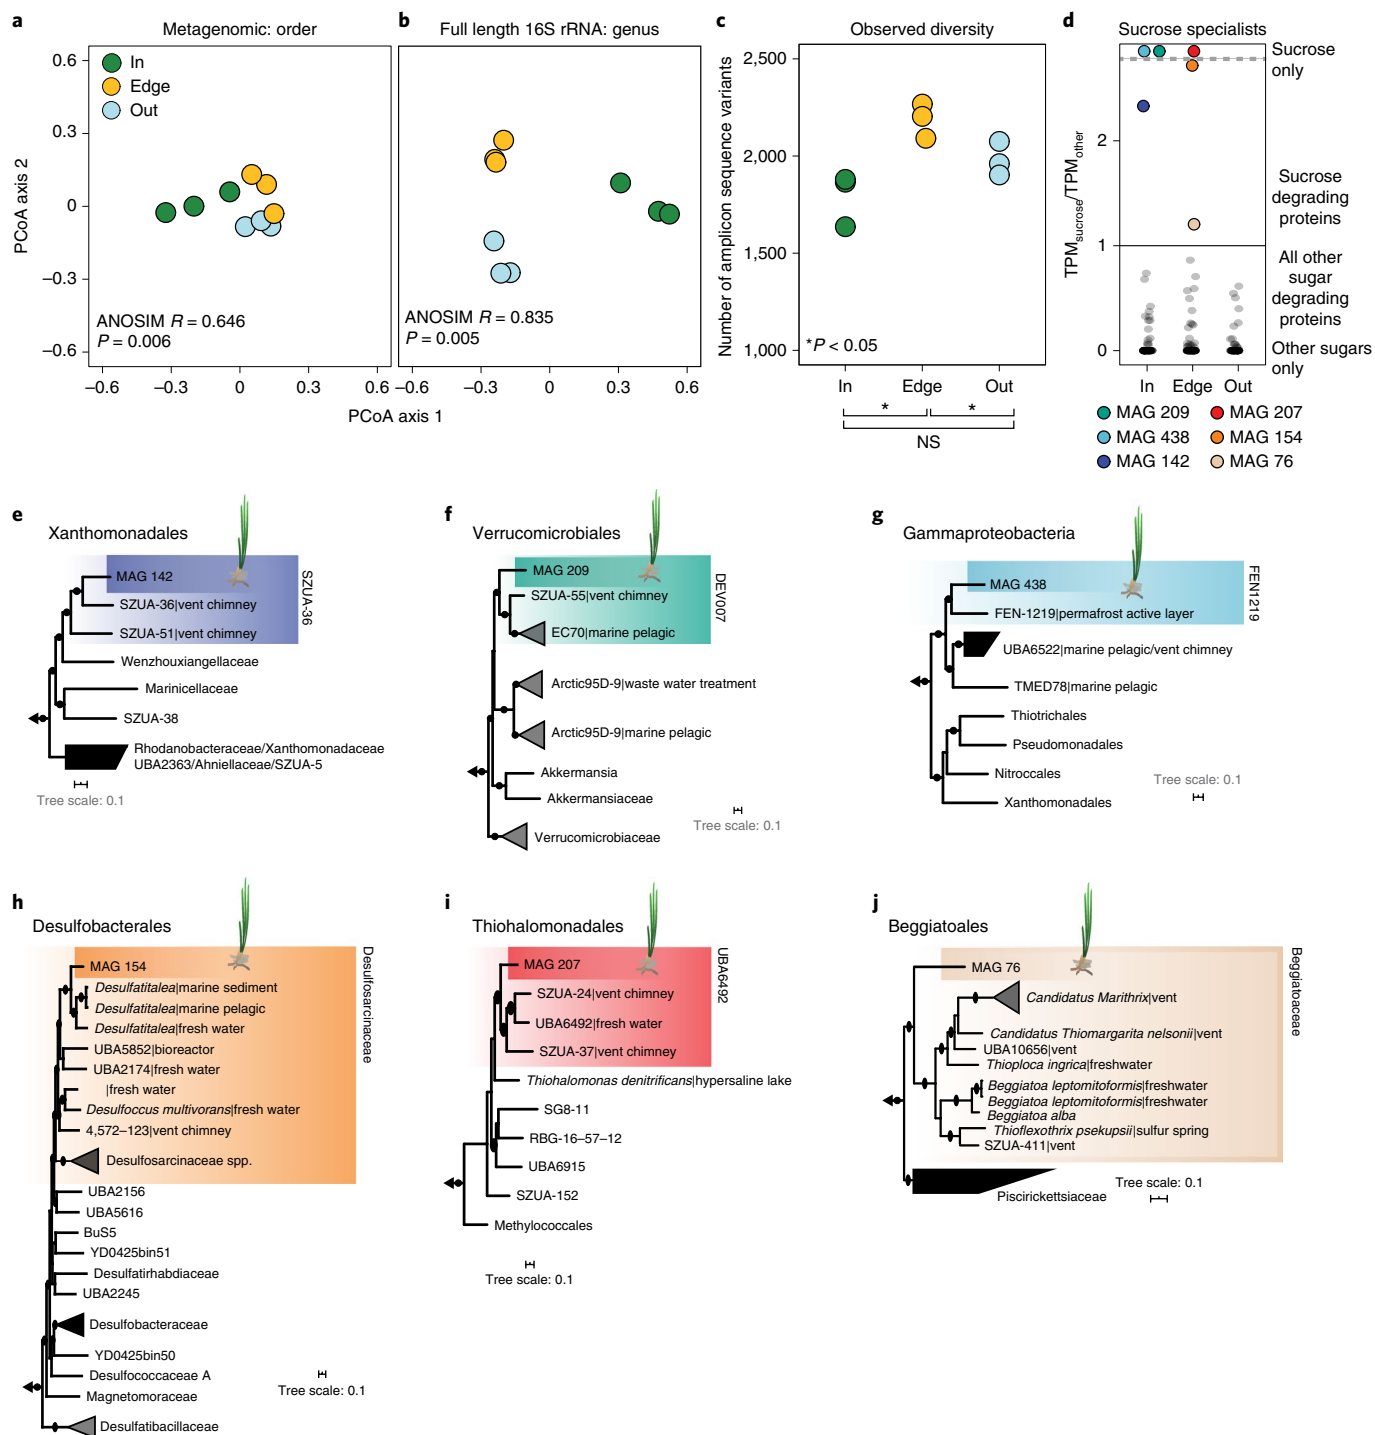 a
Metagenomic: order
In
Edge
Out
PCoA axis 2
0.6
0.3
0
–0.3
–0.6
ANOSIM R = 0.646
P = 0.006
–0.6
–0.3
0
0.3
0.6
PCoA axis 1
b
Full length 16S rRNA: genus
ANOSIM R = 0.835
P = 0.005
–0.6
–0.3
0
0.3
0.6
c
Observed diversity
Number of amplicon sequence variants
2,500
2,000
1,500
1,000
*P < 0.05
In
Edge
Out
*
*
NS
d
Sucrose specialists
TPMsucrose/TPMother
2
1
0
In
Edge
Out
Sucrose
only
Sucrose
degrading
proteins
All other
sugar
degrading
proteins
Other sugars
only
MAG 209
MAG 207
MAG 438
MAG 154
MAG 142
MAG 76
e
Xanthomonadales
MAG 142
SZUA-36|vent chimney
SZUA-51|vent chimney
Wenzhouxiangellaceae
Marinicellaceae
SZUA-38
Rhodanobacteraceae/Xanthomonadaceae
UBA2363/Ahniellaceae/SZUA-5
SZUA-36
Tree scale: 0.1
f
Verrucomicrobiales
MAG 209
SZUA-55|vent chimney
EC70|marine pelagic
Arctic95D-9|waste water treatment
Arctic95D-9|marine pelagic
Akkermansia
Akkermansiaceae
Verrucomicrobiaceae
DEV007
Tree scale: 0.1
g
Gammaproteobacteria
MAG 438
FEN-1219|permafrost active layer
UBA6522|marine pelagic/vent chimney
TMED78|marine pelagic
Thiotrichales
Pseudomonadales
Nitroccales
Xanthomonadales
FEN1219
Tree scale: 0.1
h
Desulfobacterales
MAG 154
Desulfatitalea|marine sediment
Desulfatitalea|marine pelagic
Desulfatitalea|fresh water
UBA5852|bioreactor
UBA2174|fresh water
|fresh water
Desulfoccus multivorans|fresh water
4,572–123|vent chimney
Desulfosarcinaceae spp.
UBA2156
UBA5616
BuS5
YD0425bin51
Desulfatirhabdiaceae
UBA2245
Desulfobacteraceae
YD0425bin50
Desulfococcaceae A
Magnetomoraceae
Desulfatibacillaceae
Desulfosarcinaceae
Tree scale: 0.1
i
Thiohalomonadales
MAG 207
SZUA-24|vent chimney
UBA6492|fresh water
SZUA-37|vent chimney
Thiohalomonas denitrificans|hypersaline lake
SG8-11
RBG-16–57–12
UBA6915
SZUA-152
Methylococcales
UBA6492
Tree scale: 0.1
j
Beggiatoales
MAG 76
Candidatus Marithrix|vent
Candidatus Thiomargarita nelsonii|vent
UBA10656|vent
Thioploca ingrica|freshwater
Beggiatoa leptomitoformis|freshwater
Beggiatoa leptomitoformis|freshwater
Beggiatoa alba
Thioflexothrix psekupsii|sulfur spring
SZUA-411|vent
Piscirickettsiaceae
Beggiatoaceae
Tree scale: 0.1